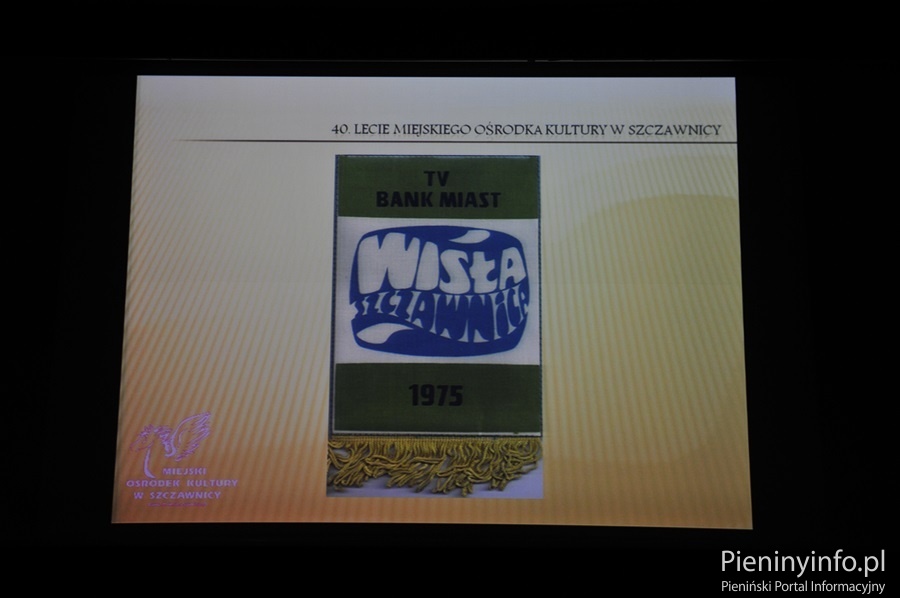 40. LECIE MIEJSKIEGO OŚRODKA KULTURY W SZCZAWNICY
TV
BANK MIAST
WISŁA
SZCZAWNICA
1975
MIEJSKI
OŚRODEK KULTURY
W SZCZAWNICY
Pieninyinfo.pl
Pieniński Portal Informacyjny